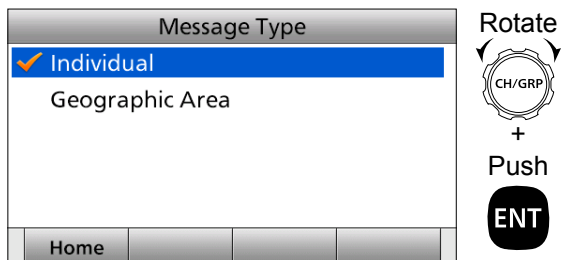 Message Type
Individual
Geographic Area
Home
Rotate
CH/GRP
+
Push
ENT